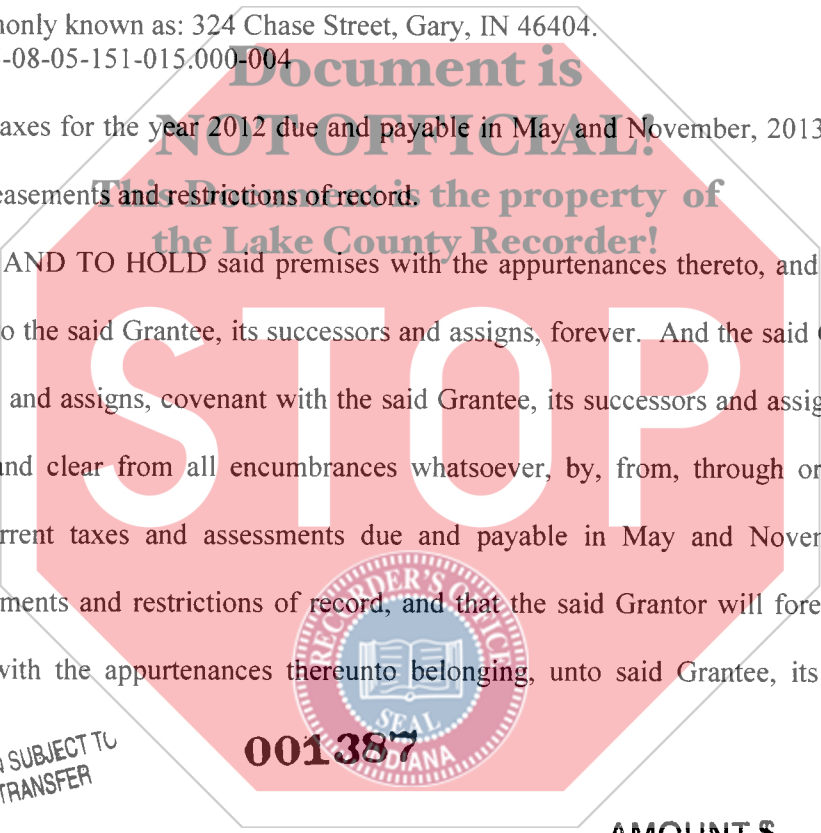 monly known as: 324 Chase Street, Gary, IN 46404.
-08-05-151-015.000-004
Document is
axes for the year 2012 due and payable in May and November, 2013
NOT OFFICIAL!
easements and restrictions of record.
This Document is the property of
the Lake County Recorder!
AND TO HOLD said premises with the appurtenances thereto, and
o the said Grantee, its successors and assigns, forever. And the said
STOP
and assigns, covenant with the said Grantee, its successors and assig
nd clear from all encumbrances whatsoever, by, from, through or
rrent taxes and assessments due and payable in May and Nover
ments and restrictions of record, and that the said Grantor will fore
with the appurtenances thereunto belonging, unto said Grantee, its
RECORDER'S OFFICE
SEAL
INDIANA
SUBJECT TO
TRANSFER
001387
AMOUNT $